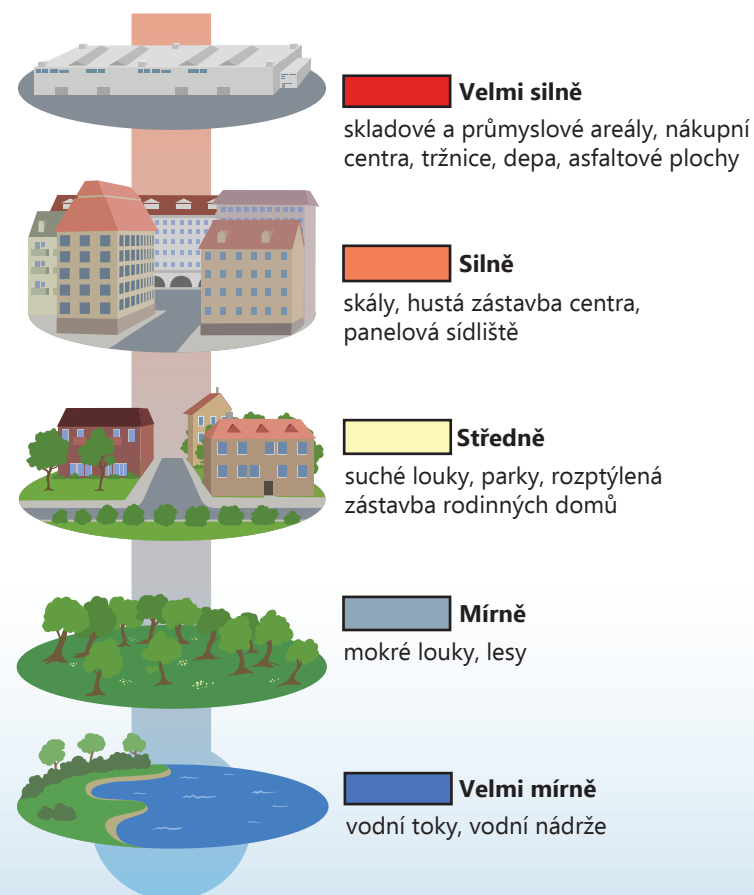 Velmi silně
skladové a průmyslové areály, nákupní
centra, tržnice, depa, asfaltové plochy
Silně
skály, hustá zástavba centra,
panelová sídliště
Středně
suché louky, parky, rozptýlená
zástavba rodinných domů
Mírně
mokré louky, lesy
Velmi mírně
vodní toky, vodní nádrže